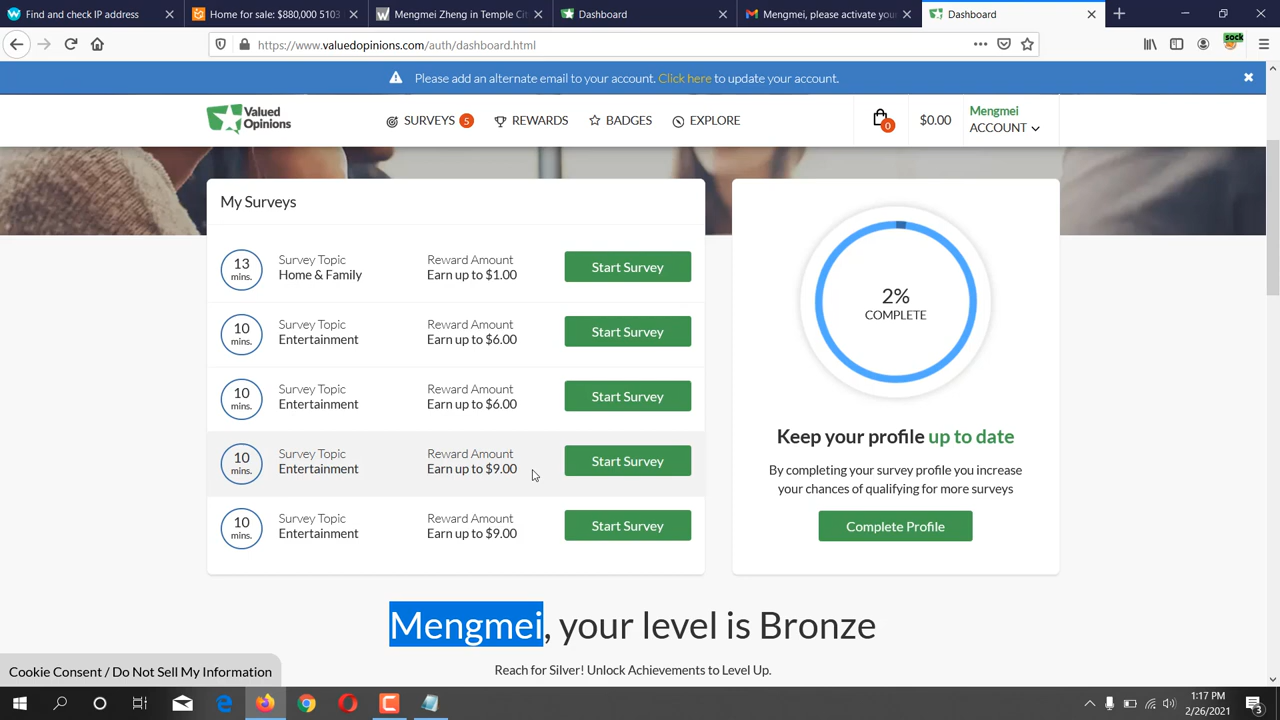 Find and check IP address
Home for sale: $880,000 5103
Mengmei Zheng in Temple Cit
Dashboard
Mengmei, please activate your
Dashboard
https://www.valuedopinions.com/auth/dashboard.html
sock
Please add an alternate email to your account. Click here to update your account.
Valued
Opinions
SURVEYS 5
REWARDS
BADGES
EXPLORE
0
$0.00
Mengmei
ACCOUNT
My Surveys
13
mins.
Survey Topic
Home & Family
Reward Amount
Earn up to $1.00
Start Survey
10
mins.
Survey Topic
Entertainment
Reward Amount
Earn up to $6.00
Start Survey
10
mins.
Survey Topic
Entertainment
Reward Amount
Earn up to $6.00
Start Survey
10
mins.
Survey Topic
Entertainment
Reward Amount
Earn up to $9.00
Start Survey
10
mins.
Survey Topic
Entertainment
Reward Amount
Earn up to $9.00
Start Survey
2%
COMPLETE
Keep your profile up to date
By completing your survey profile you increase
your chances of qualifying for more surveys
Complete Profile
Mengmei, your level is Bronze
Reach for Silver! Unlock Achievements to Level Up.
Cookie Consent / Do Not Sell My Information
1:17 PM
2/26/2021
3